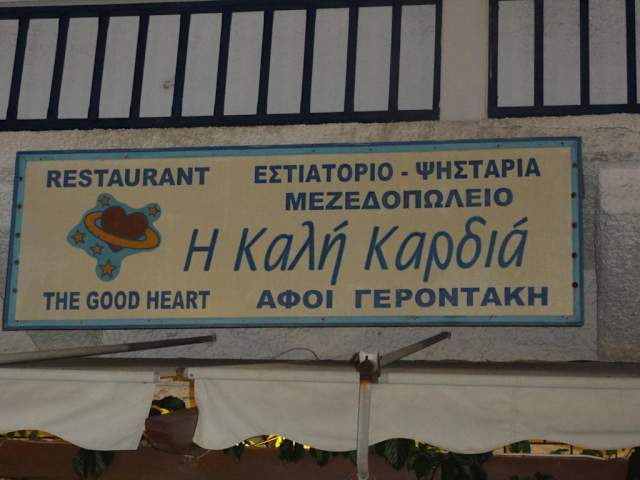 RESTAURANT
ΕΣΤΙΑΤΟΡΙΟ - ΨΗΣΤΑΡΙΑ
ΜΕΖΕΔΟΠΩΛΕΙΟ
Η Καλή Καρδιά
THE GOOD HEART
ΑΦΟΙ ΓΕΡΟΝΤΑΚΗ